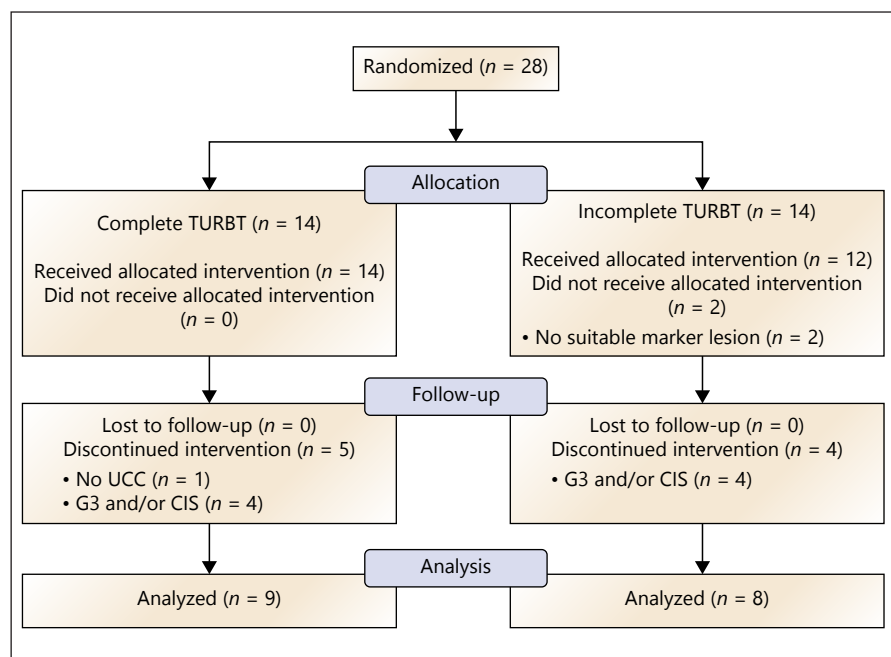 Randomized (n = 28)
Allocation
Complete TURBT (n = 14)
Received allocated intervention (n = 14)
Did not receive allocated intervention
(n = 0)
Incomplete TURBT (n = 14)
Received allocated intervention (n = 12)
Did not receive allocated intervention
(n = 2)
• No suitable marker lesion (n = 2)
Follow-up
Lost to follow-up (n = 0)
Discontinued intervention (n = 5)
• No UCC (n = 1)
• G3 and/or CIS (n = 4)
Lost to follow-up (n = 0)
Discontinued intervention (n = 4)
• G3 and/or CIS (n = 4)
Analysis
Analyzed (n = 9)
Analyzed (n = 8)